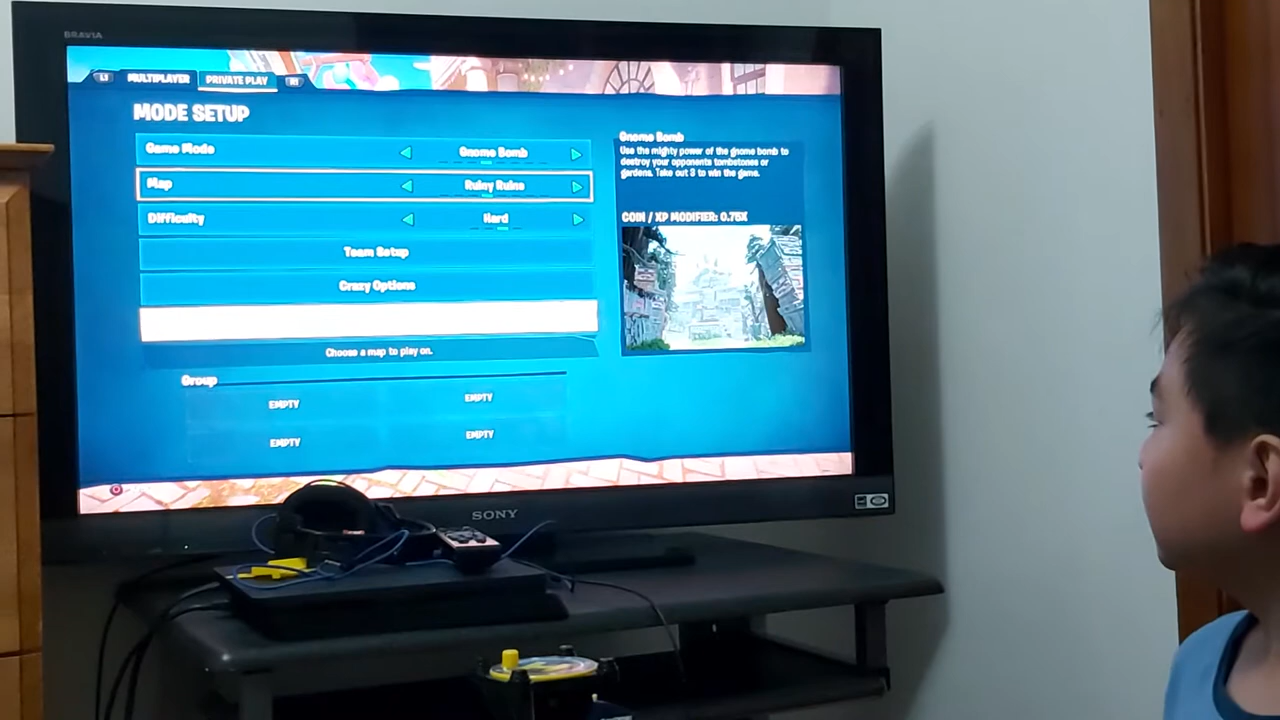 BRAVIA
L1 MULTIPLAYER PRIVATE PLAY R1
MODE SETUP
Game Mode Gnome Bomb
Map Ruiny Ruins
Difficulty Hard
Team Setup
Crazy Options
Choose a map to play on.
Group
EMPTY EMPTY
EMPTY EMPTY
Gnome Bomb
Use the mighty power of the gnome bomb to
destroy your opponents tombstones or
gardens. Take out 3 to win the game.
COIN / XP MODIFIER: 0.75X
SONY